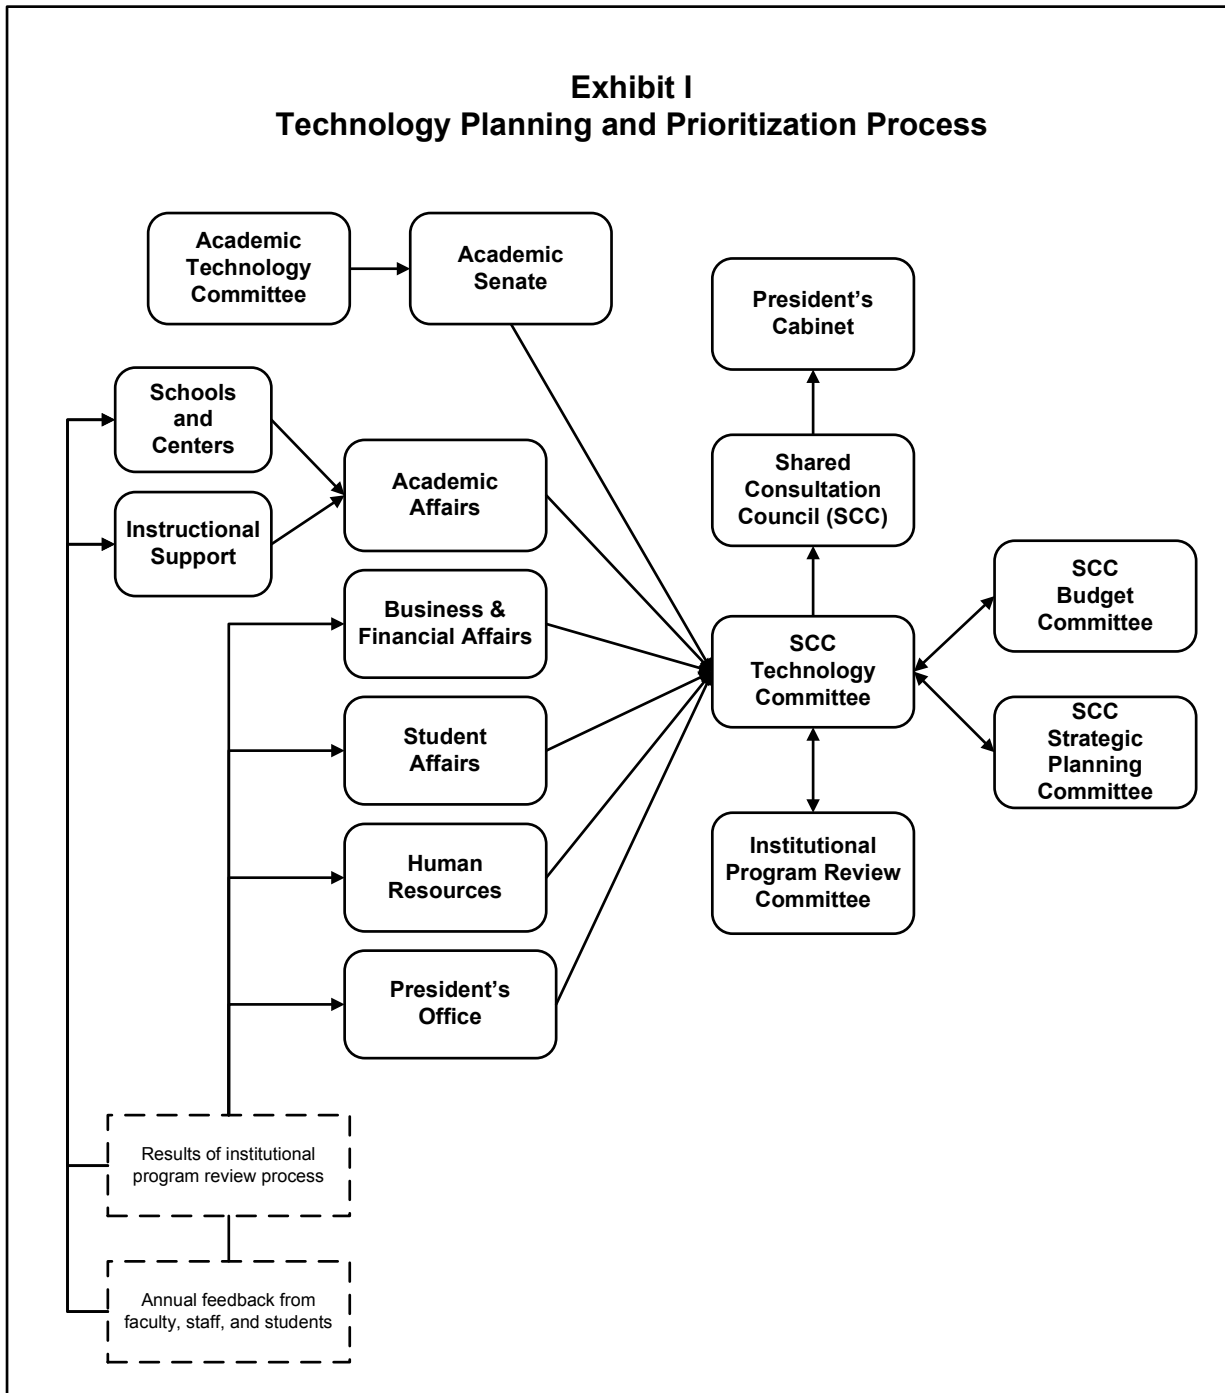 Exhibit I
Technology Planning and Prioritization Process
Academic
Technology
Committee
Academic
Senate
President’s
Cabinet
Schools
and
Centers
Shared
Consultation
Council (SCC)
Academic
Affairs
Instructional
Support
SCC
Budget
Committee
Business &
Financial Affairs
SCC
Technology
Committee
SCC
Strategic
Planning
Committee
Student
Affairs
Institutional
Program Review
Committee
Human
Resources
President’s
Office
Results of institutional
program review process
Annual feedback from
faculty, staff, and students